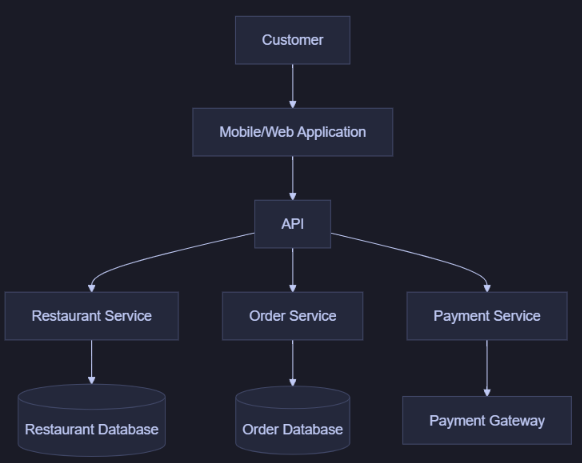 Customer
Mobile/Web Application
API
Restaurant Service
Order Service
Payment Service
Restaurant Database
Order Database
Payment Gateway